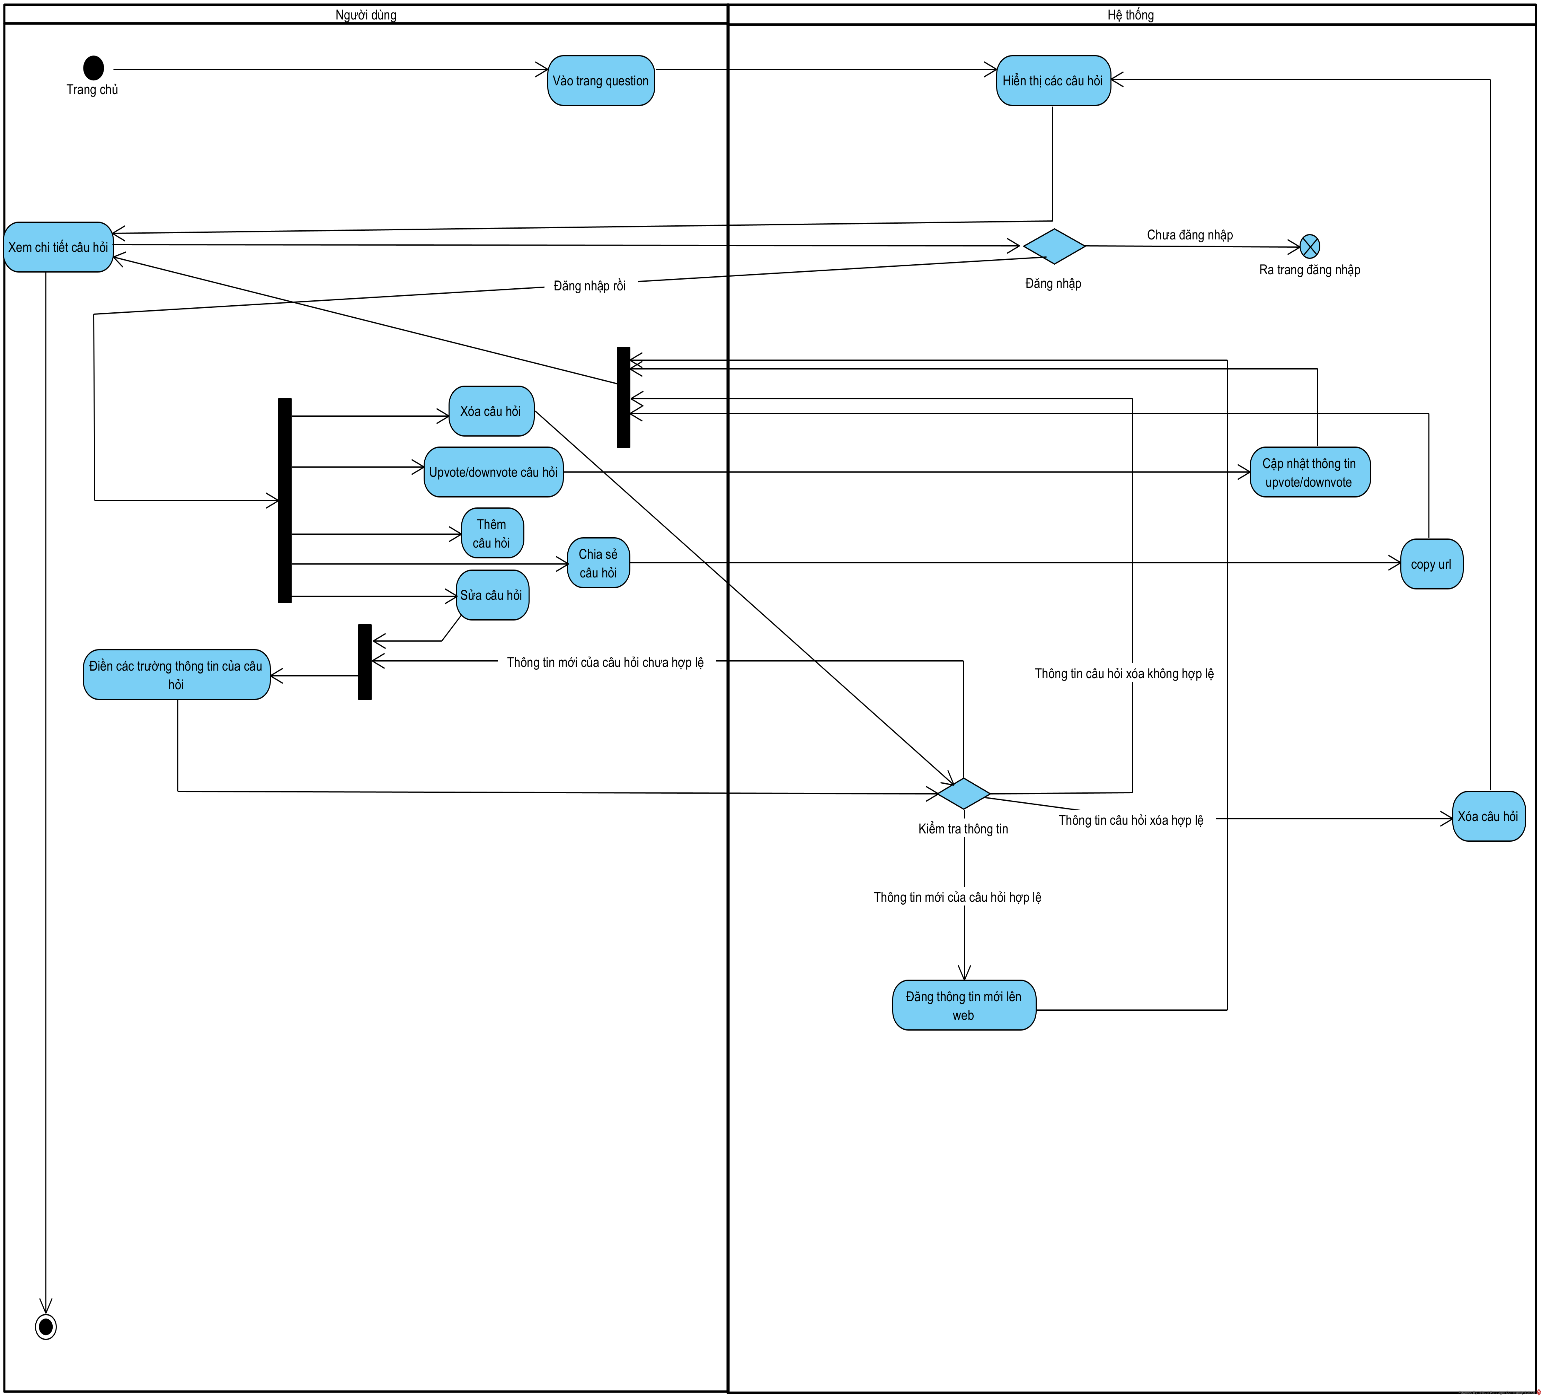 Người dùng
Hệ thống
Trang chủ
Vào trang question
Hiển thị các câu hỏi
Xem chi tiết câu hỏi
Chưa đăng nhập
Ra trang đăng nhập
Đăng nhập
Đăng nhập rồi
Xóa câu hỏi
Upvote/downvote câu hỏi
Cập nhật thông tin
upvote/downvote
Thêm
câu hỏi
Chia sẻ
câu hỏi
copy url
Sửa câu hỏi
Điền các trường thông tin của câu
hỏi
Thông tin mới của câu hỏi chưa hợp lệ
Thông tin câu hỏi xóa không hợp lệ
Kiểm tra thông tin
Thông tin câu hỏi xóa hợp lệ
Xóa câu hỏi
Thông tin mới của câu hỏi hợp lệ
Đăng thông tin mới lên
web